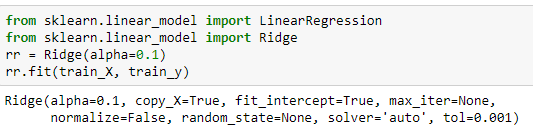 from sklearn.linear_model import LinearRegression
from sklearn.linear_model import Ridge
rr = Ridge(alpha=0.1)
rr.fit(train_X, train_y)
Ridge(alpha=0.1, copy_X=True, fit_intercept=True, max_iter=None,
      normalize=False, random_state=None, solver='auto', tol=0.001)